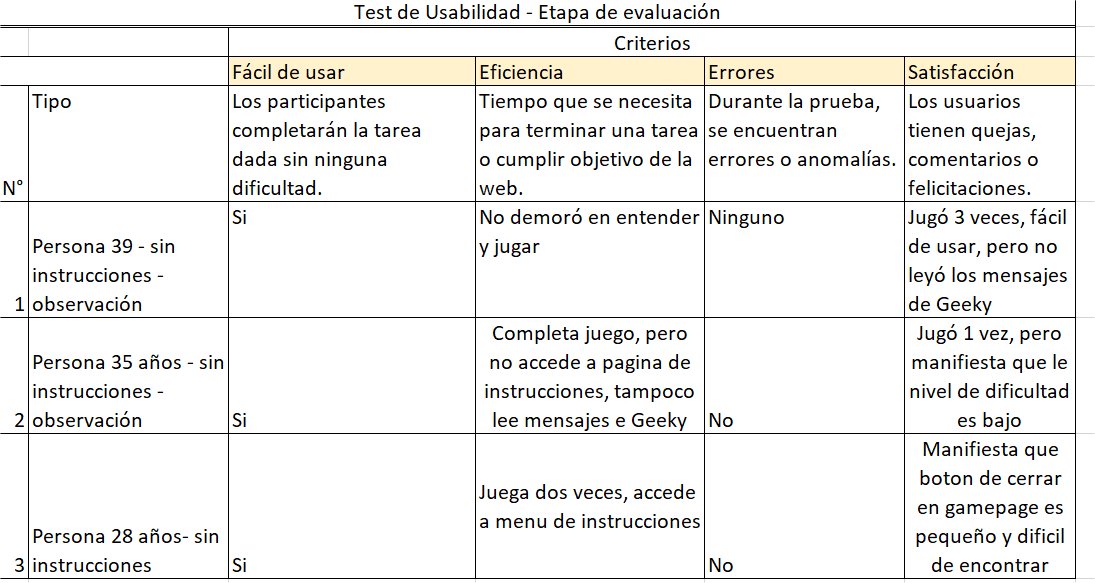 Test de Usabilidad - Etapa de evaluación
Criterios
Fácil de usar
Eficiencia
Errores
Satisfacción
N°
Tipo
Los participantes
completarán la tarea
dada sin ninguna
dificultad.
Tiempo que se necesita
para terminar una tarea
o cumplir objetivo de la
web.
Durante la prueba,
se encuentran
errores o anomalías.
Los usuarios
tienen quejas,
comentarios o
felicitaciones.
1
Persona 39 - sin
instrucciones -
observación
Si
No demoró en entender
y jugar
Ninguno
Jugó 3 veces, fácil
de usar, pero no
leyó los mensajes
de Geeky
2
Persona 35 años - sin
instrucciones -
observación
Si
Completa juego, pero
no accede a pagina de
instrucciones, tampoco
lee mensajes e Geeky
No
Jugó 1 vez, pero
manifiesta que le
nivel de dificultad
es bajo
3
Persona 28 años- sin
instrucciones
Si
Juega dos veces, accede
a menu de instrucciones
No
Manifiesta que
boton de cerrar
en gamepage es
pequeño y dificil
de encontrar